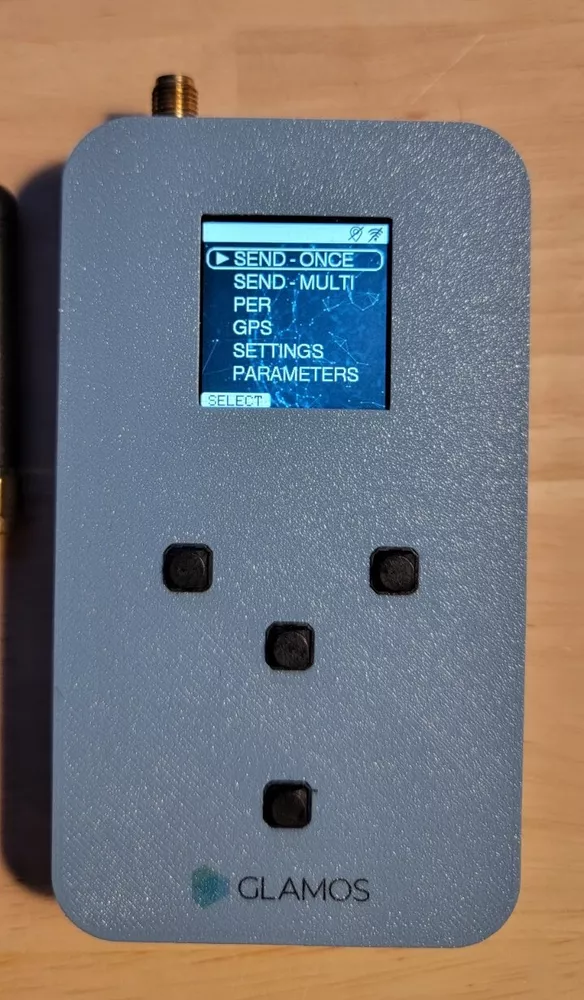 SEND - ONCE
SEND - MULTI
PER
GPS
SETTINGS
PARAMETERS
SELECT
GLAMOS